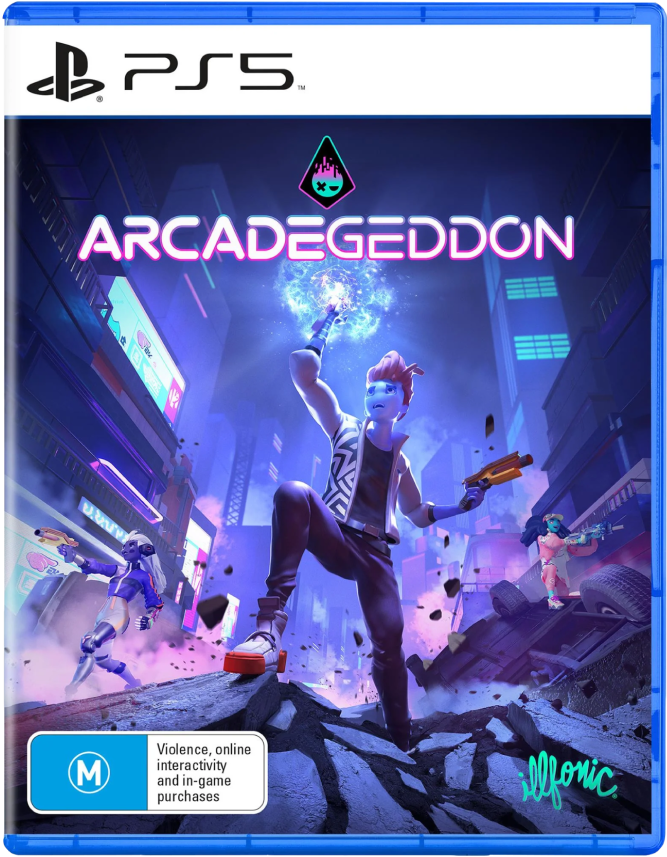 PS5
ARCADEGEDDON
M
Violence, online
interactivity
and in-game
purchases
illfonic